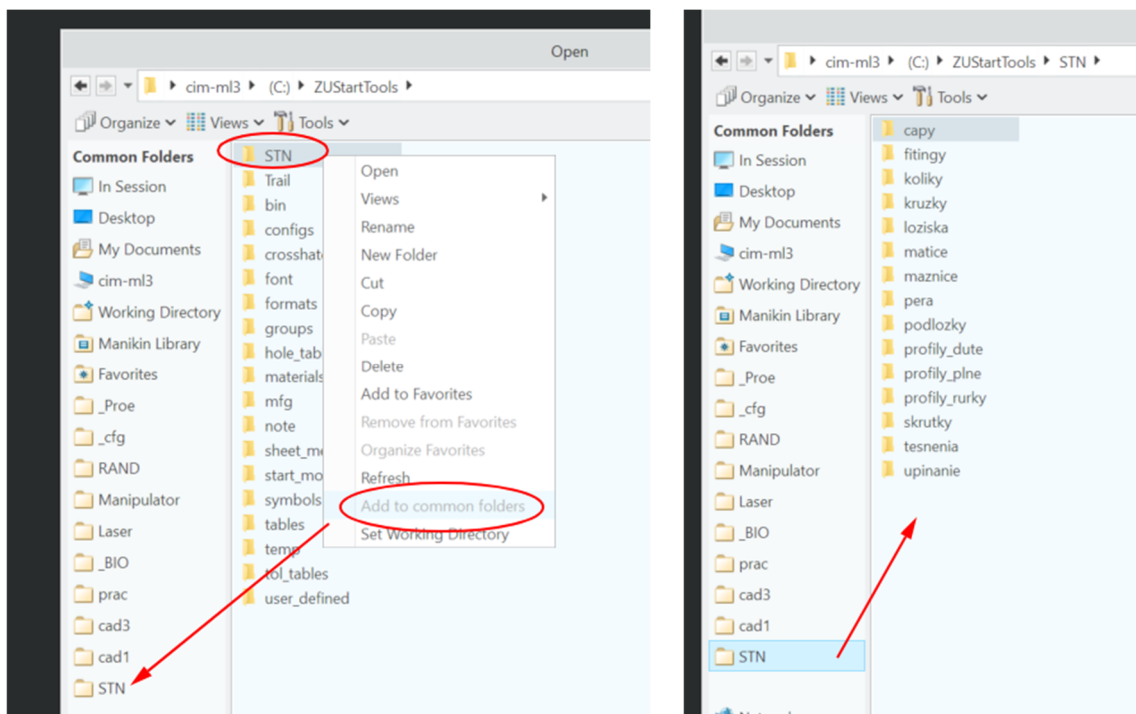 Open
cim-ml3 (C:) ZUStartTools
Organize Views Tools
Common Folders
In Session
Desktop
My Documents
cim-ml3
Working Directory
Manikin Library
Favorites
_Proe
_cfg
RAND
Manipulator
Laser
_BIO
prac
cad3
cad1
STN
STN
Trail
bin
configs
crosshat
font
formats
groups
hole_tab
materials
mfg
note
sheet_me
start_mo
symbols
tables
temp
tol_tables
user_defined
Open
Views
Rename
New Folder
Cut
Copy
Paste
Delete
Add to Favorites
Remove from Favorites
Organize Favorites
Refresh
Add to common folders
Set Working Directory
cim-ml3 (C:) ZUStartTools STN
Organize Views Tools
Common Folders
In Session
Desktop
My Documents
cim-ml3
Working Directory
Manikin Library
Favorites
_Proe
_cfg
RAND
Manipulator
Laser
_BIO
prac
cad3
cad1
STN
capy
fitingy
koliky
kruzky
loziska
matice
maznice
pera
podlozky
profily_dute
profily_plne
profily_rurky
skrutky
tesnenia
upinanie